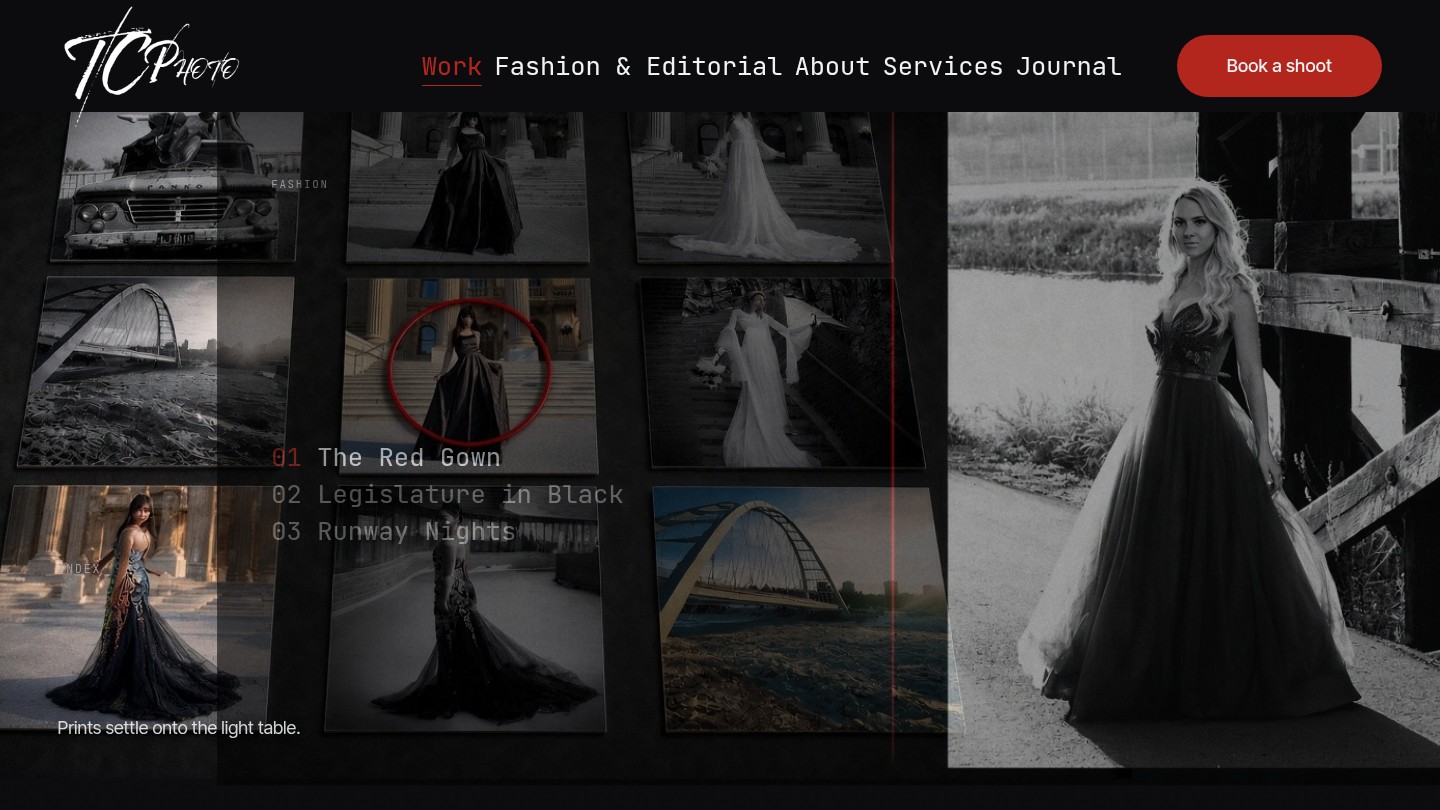 TCPHOTO
Work Fashion & Editorial About Services Journal
Book a shoot
FASHION
01 The Red Gown
02 Legislature in Black
03 Runway Nights
NDEX
Prints settle onto the light table.